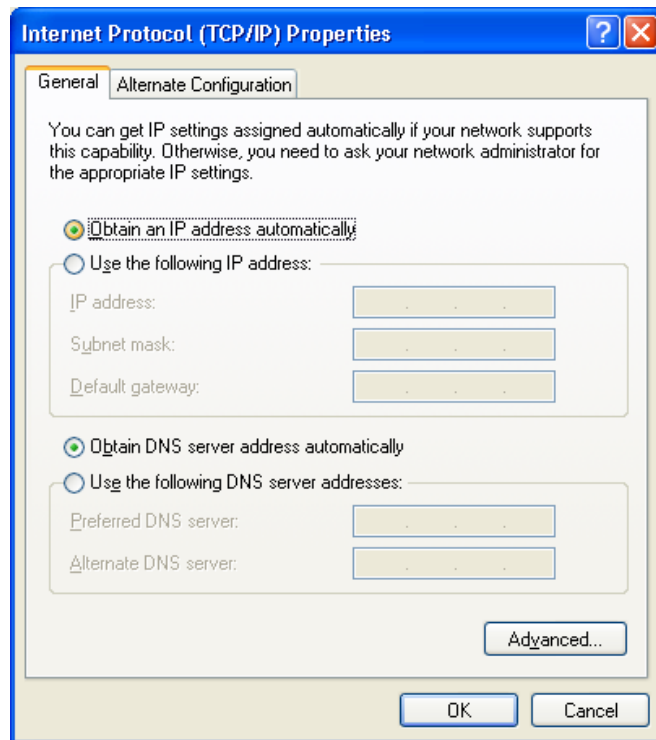 Internet Protocol (TCP/IP) Properties
General
Alternate Configuration
You can get IP settings assigned automatically if your network supports
this capability. Otherwise, you need to ask your network administrator for
the appropriate IP settings.
Obtain an IP address automatically
Use the following IP address:
IP address:
Subnet mask:
Default gateway:
Obtain DNS server address automatically
Use the following DNS server addresses:
Preferred DNS server:
Alternate DNS server:
Advanced...
OK
Cancel